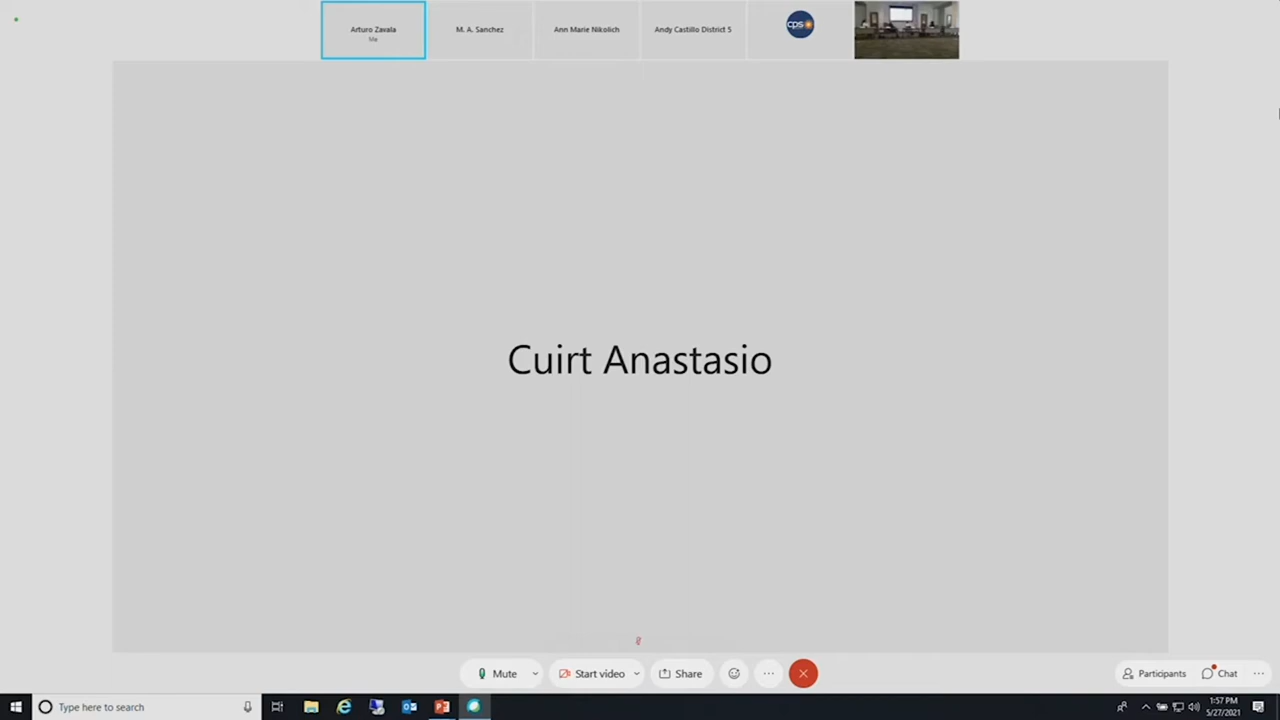 Arturo Zavala
Me
M. A. Sanchez
Ann Marie Nikolich
Andy Castillo District 5
cps
Cuirt Anastasio
Mute
Start video
Share
Participants
Chat
Type here to search
1:57 PM
5/27/2021